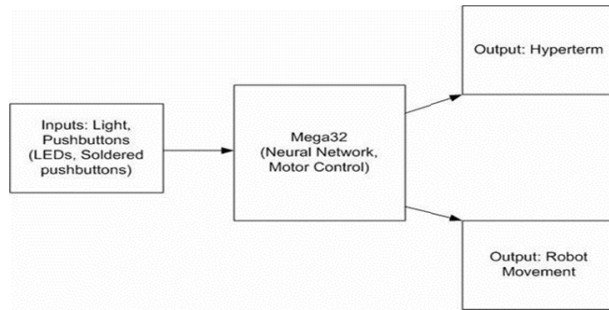 Inputs: Light,
Pushbuttons
(LEDs, Soldered
pushbuttons)
Mega32
(Neural Network,
Motor Control)
Output: Hyperterm
Output: Robot
Movement